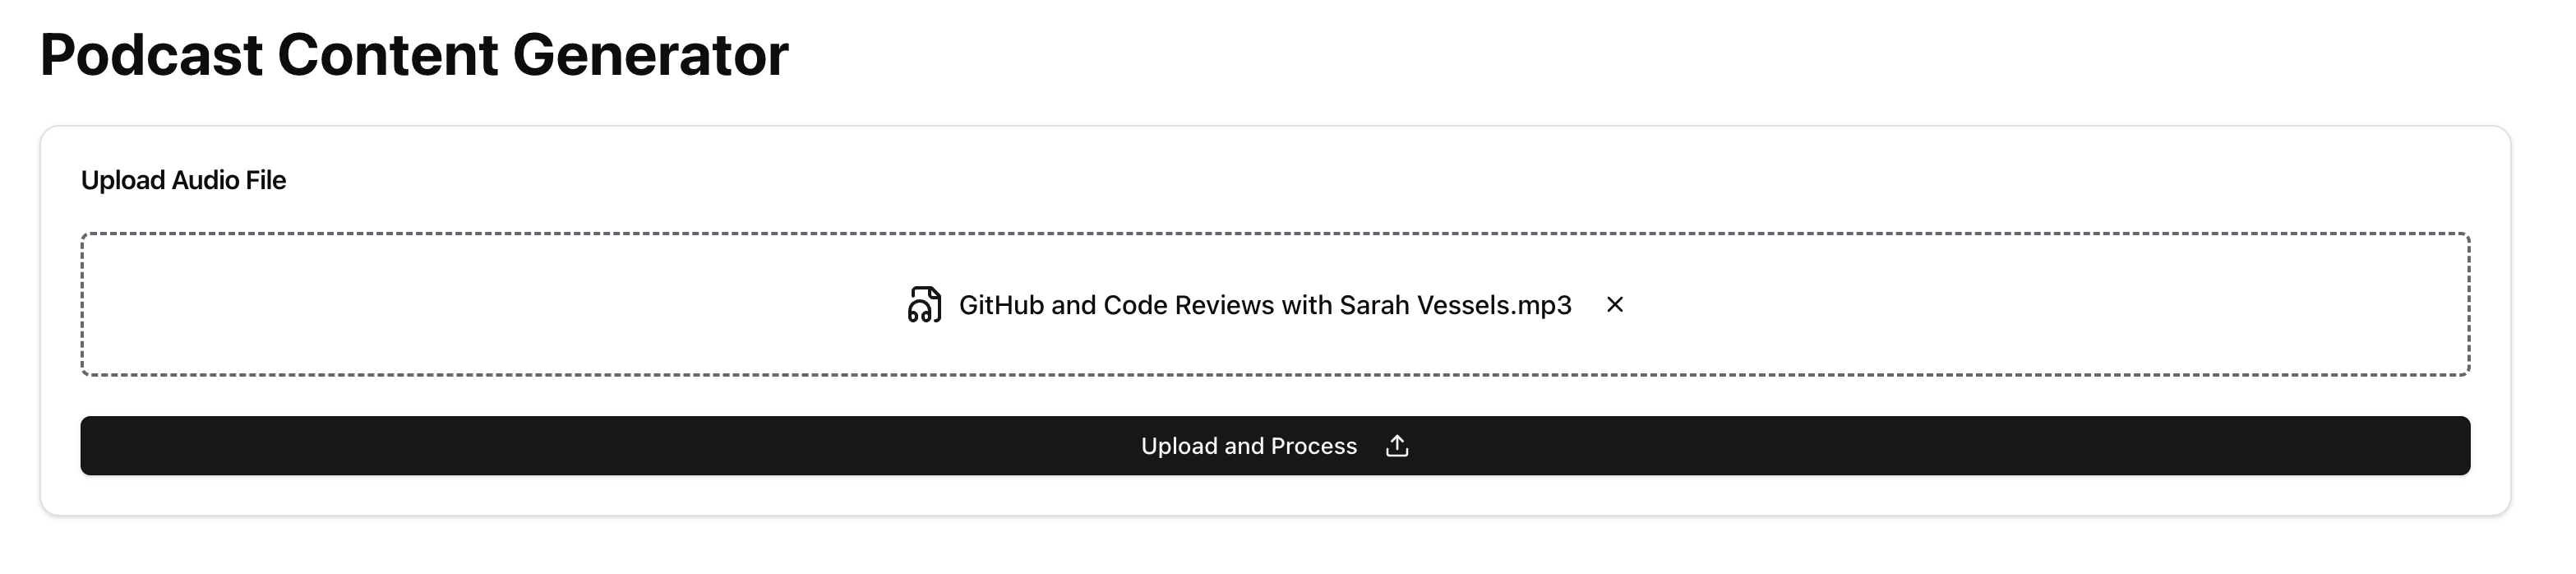 Podcast Content Generator
Upload Audio File
GitHub and Code Reviews with Sarah Vessels.mp3
Upload and Process